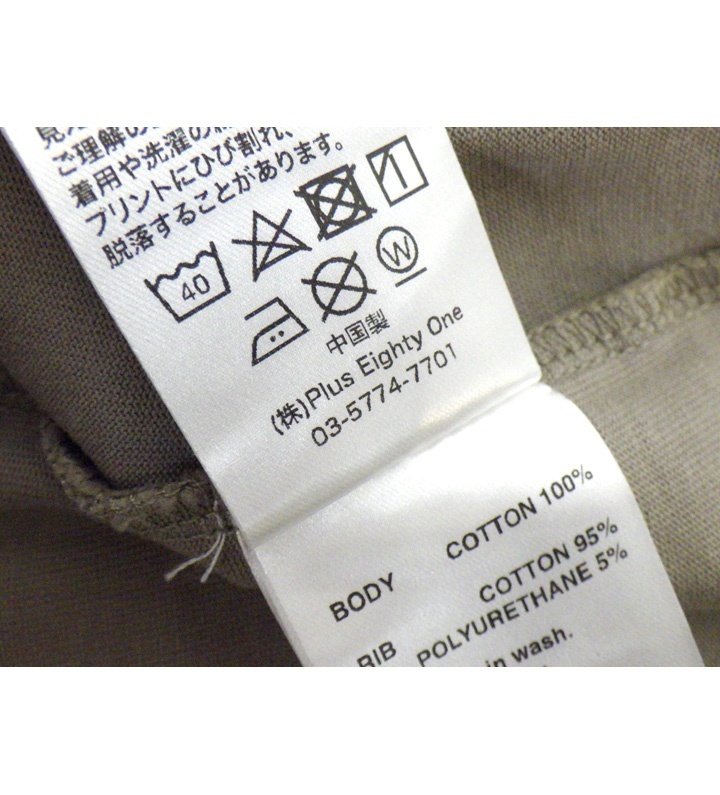 ご理解の
着用や洗濯の
プリントにひび割れ、
脱落することがあります。
40
W
中国製
(株)Plus Eighty One
03-5774-7701
BODY COTTON 100%
COTTON 95%
RIB POLYURETHANE 5%
in wash.